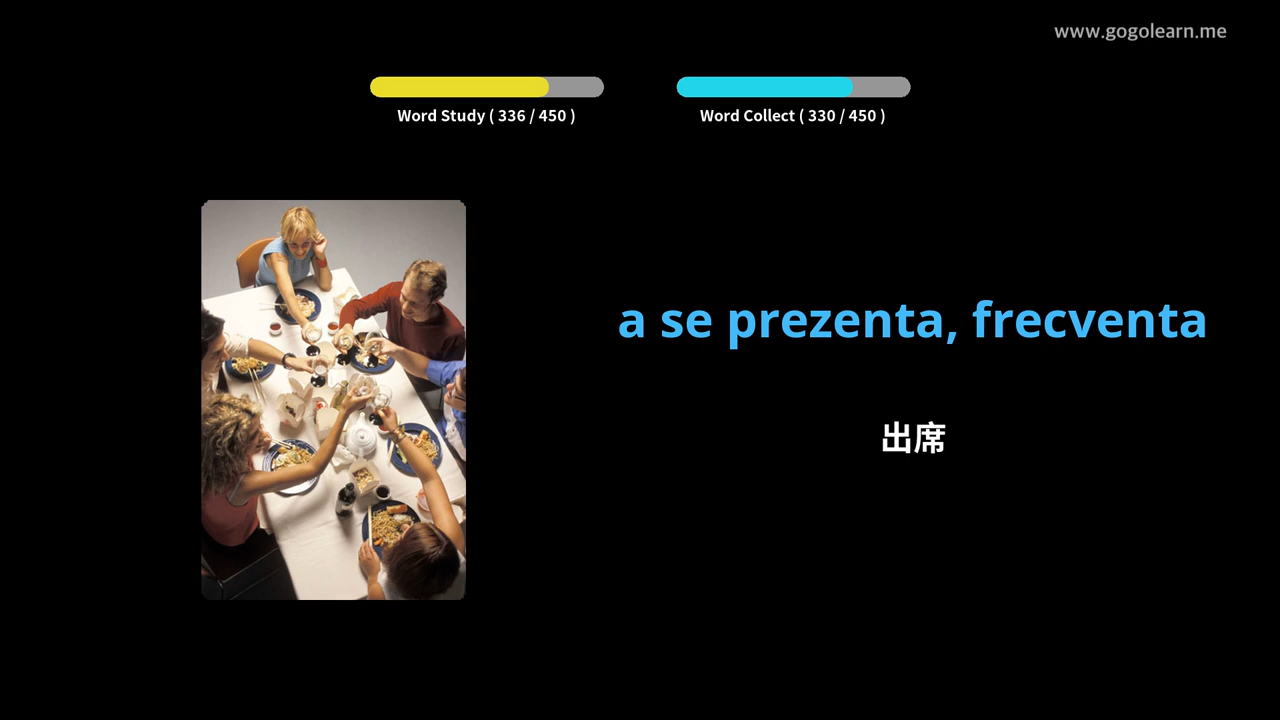 www.gogolearn.me
Word Study ( 336 / 450 )
Word Collect ( 330 / 450 )
a se prezenta, frecventa
出席